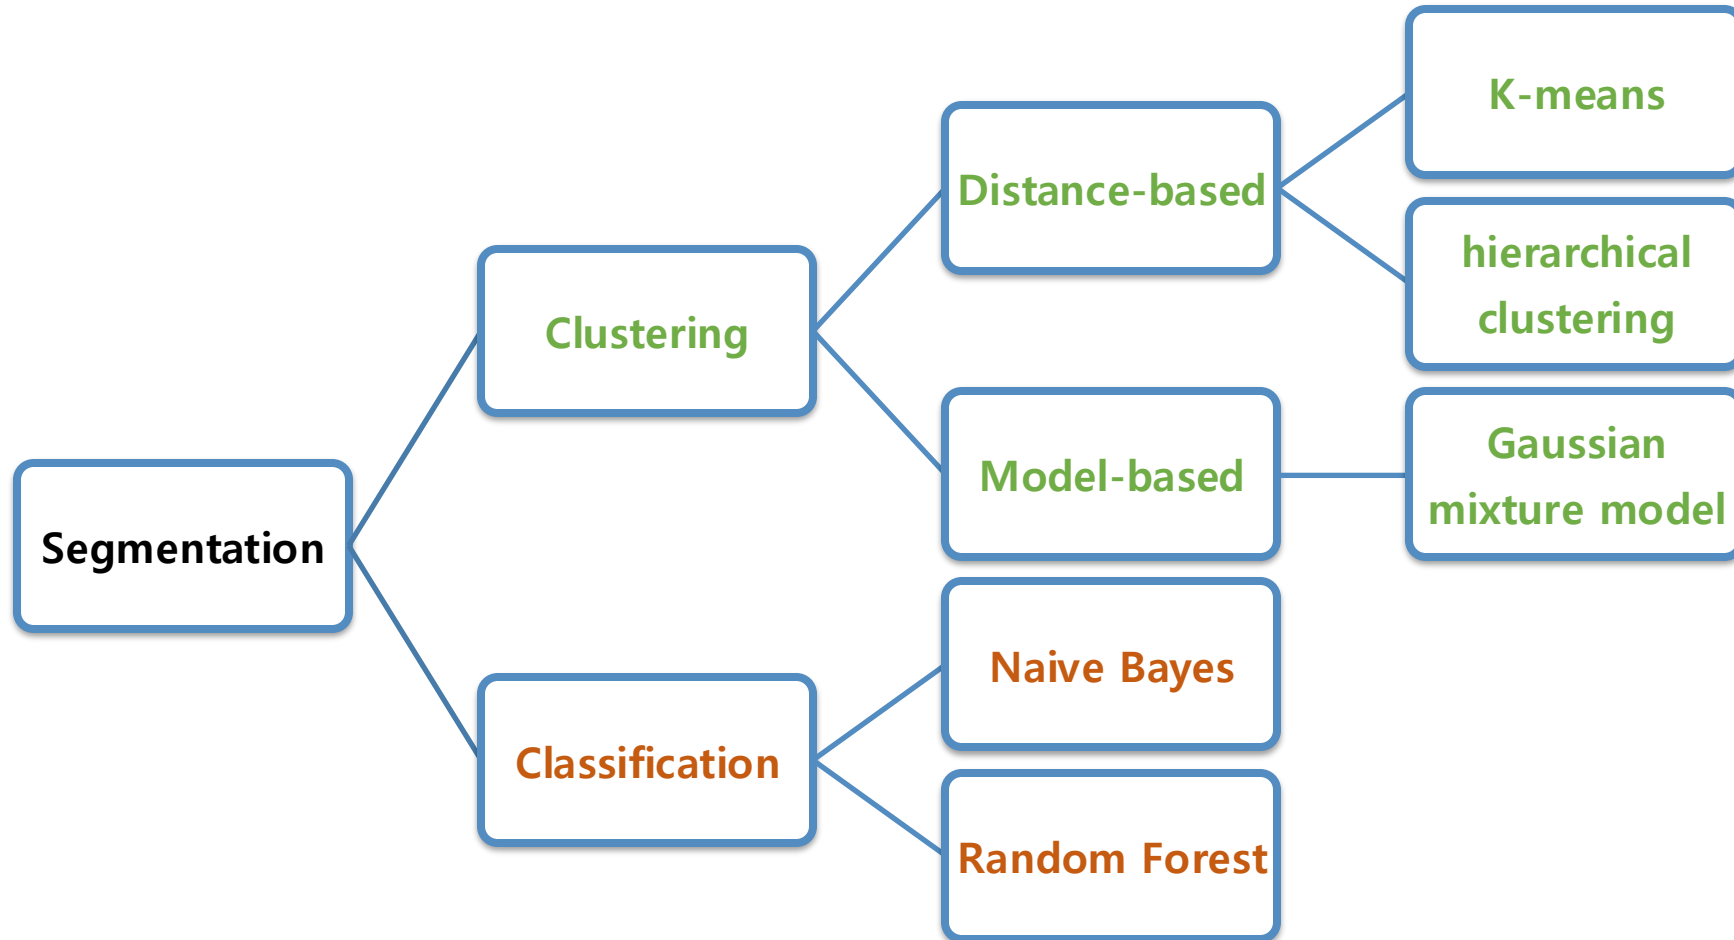 Segmentation
Clustering
Distance-based
K-means
hierarchical
clustering
Model-based
Gaussian
mixture model
Classification
Naive Bayes
Random Forest